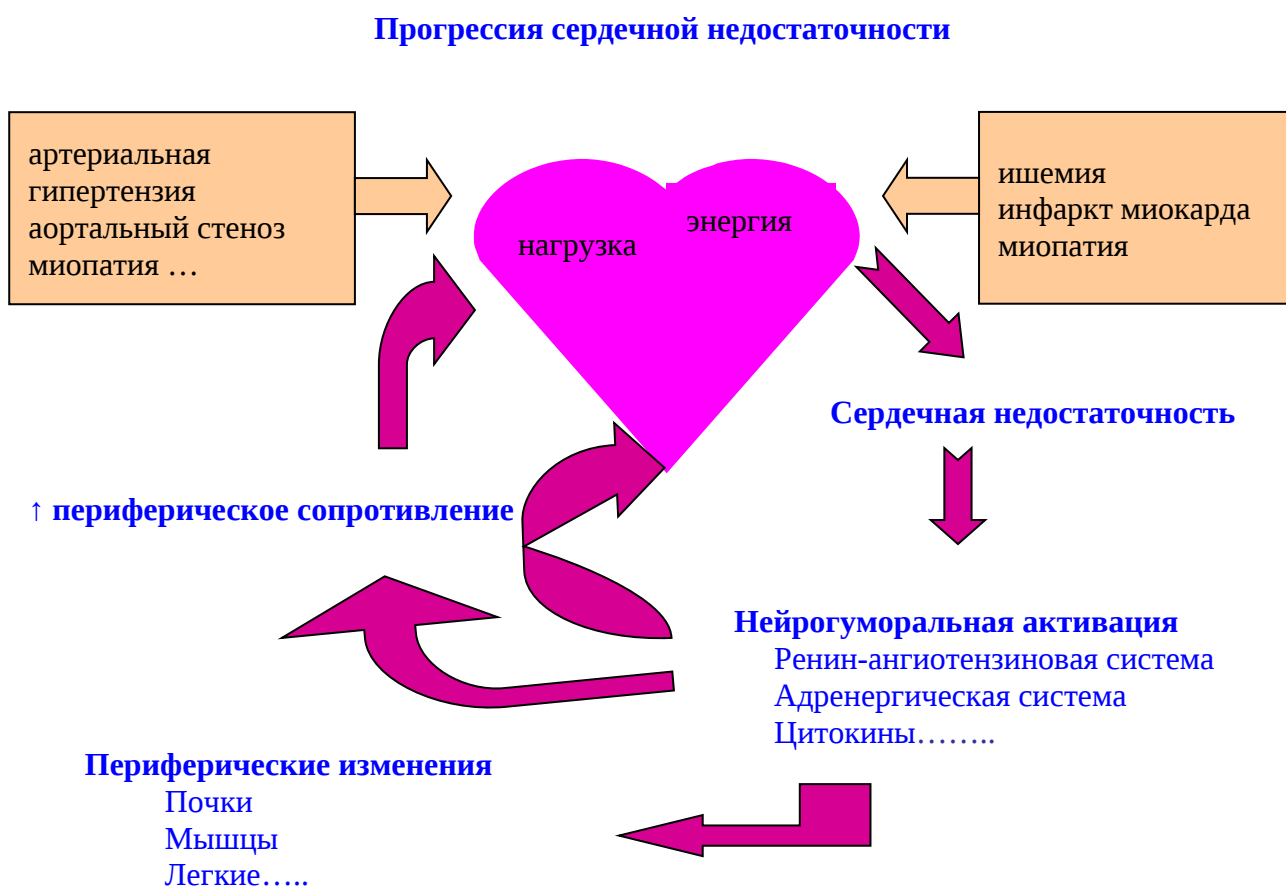 Прогрессия сердечной недостаточности
артериальная
гипертензия
аортальный стеноз
миопатия …
ишемия
инфаркт миокарда
миопатия
нагрузка
энергия
Сердечная недостаточность
↑ периферическое сопротивление
Нейрогуморальная активация
Ренин-ангиотензиновая система
Адренергическая система
Цитокины……..
Периферические изменения
Почки
Мышцы
Легкие…..